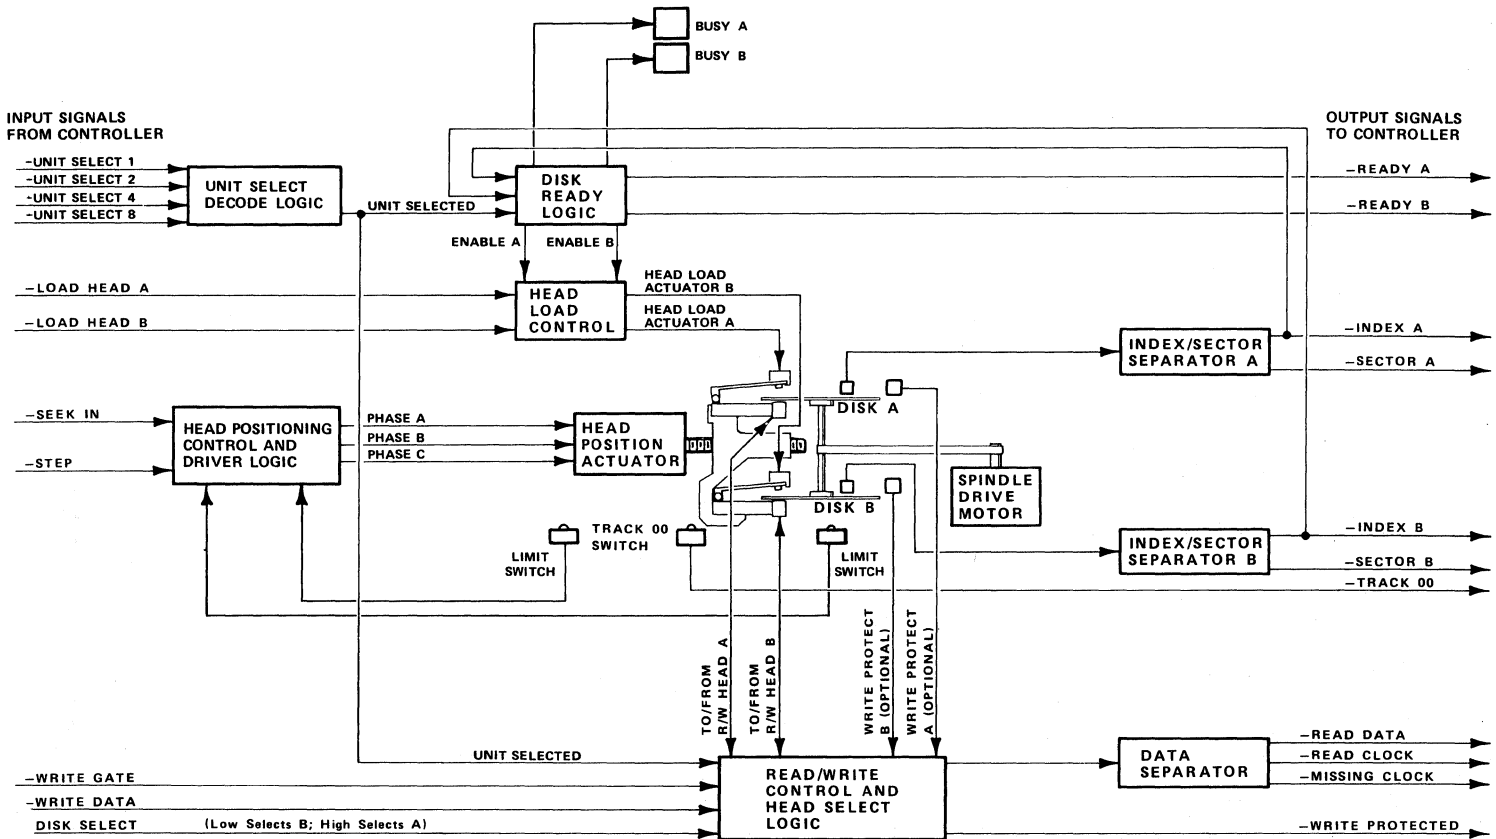 BUSY A
BUSY B
INPUT SIGNALS
FROM CONTROLLER
OUTPUT SIGNALS
TO CONTROLLER
-UNIT SELECT 1
-UNIT SELECT 2
-UNIT SELECT 4
-UNIT SELECT 8
UNIT SELECT
DECODE LOGIC
UNIT SELECTED
DISK
READY
LOGIC
-READY A
-READY B
ENABLE A
ENABLE B
-LOAD HEAD A
-LOAD HEAD B
HEAD
LOAD
CONTROL
HEAD LOAD
ACTUATOR B
HEAD LOAD
ACTUATOR A
INDEX/SECTOR
SEPARATOR A
-INDEX A
-SECTOR A
-SEEK IN
-STEP
HEAD POSITIONING
CONTROL AND
DRIVER LOGIC
PHASE A
PHASE B
PHASE C
HEAD
POSITION
ACTUATOR
DISK A
DISK B
SPINDLE
DRIVE
MOTOR
LIMIT
SWITCH
TRACK 00
SWITCH
LIMIT
SWITCH
INDEX/SECTOR
SEPARATOR B
-INDEX B
-SECTOR B
-TRACK 00
TO/FROM
R/W HEAD A
TO/FROM
R/W HEAD B
WRITE PROTECT
B (OPTIONAL)
WRITE PROTECT
A (OPTIONAL)
UNIT SELECTED
-WRITE GATE
-WRITE DATA
DISK SELECT (Low Selects B; High Selects A)
READ/WRITE
CONTROL AND
HEAD SELECT
LOGIC
DATA
SEPARATOR
-READ DATA
-READ CLOCK
-MISSING CLOCK
-WRITE PROTECTED